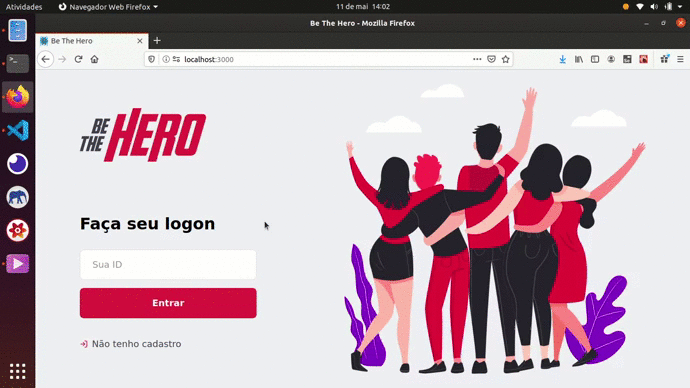 Atividades
Navegador Web Firefox
11 de mai 14:02
Be The Hero - Mozilla Firefox
Be The Hero
localhost:3000
BE
THE
HERO
Faça seu logon
Sua ID
Entrar
Não tenho cadastro